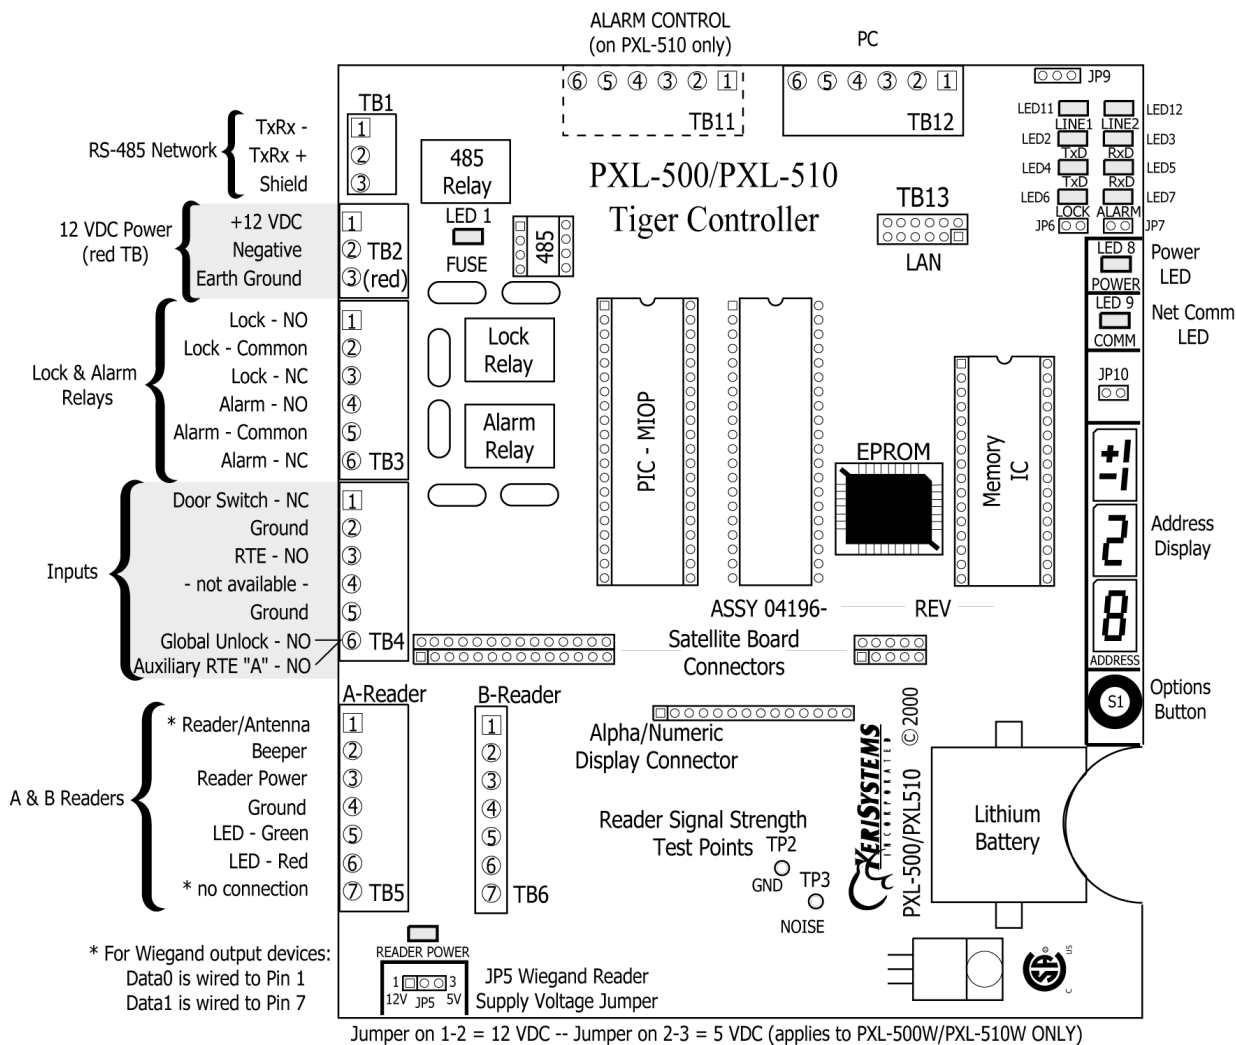 ALARM CONTROL
(on PXL-510 only)
PC
6 5 4 3 2 1
TB11
6 5 4 3 2 1
TB12
JP9
LED11 LED12
LINE1 LINE2
LED2 LED3
TxD RxD
LED4 LED5
TxD RxD
LED6 LED7
LOCK ALARM
JP6 JP7
TB1
RS-485 Network
TxRx -
TxRx +
Shield
1
2
3
485
Relay
PXL-500/PXL-510
Tiger Controller
TB13
LAN
12 VDC Power
(red TB)
+12 VDC
Negative
Earth Ground
1
2 TB2
3 (red)
LED 1
FUSE
485
LED 8
POWER
Power
LED
LED 9
COMM
Net Comm
LED
Lock & Alarm
Relays
Lock - NO
Lock - Common
Lock - NC
Alarm - NO
Alarm - Common
Alarm - NC
1
2
3
4
5
6 TB3
Lock
Relay
Alarm
Relay
PIC - MIOP
EPROM
Memory
IC
JP10
±1
2
8
ADDRESS
Address
Display
Inputs
Door Switch - NC
Ground
RTE - NO
- not available -
Ground
Global Unlock - NO
Auxiliary RTE "A" - NO
1
2
3
4
5
6 TB4
ASSY 04196- REV
Satellite Board
Connectors
S1
Options
Button
A-Reader
B-Reader
A & B Readers
* Reader/Antenna
Beeper
Reader Power
Ground
LED - Green
LED - Red
* no connection
1
2
3
4
5
6
7 TB5
1
2
3
4
5
6
7 TB6
Alpha/Numeric
Display Connector
Reader Signal Strength
Test Points
TP2
GND
TP3
NOISE
VERISYSTEMS
INCORPORATED
PXL-500/PXL510 © 2000
Lithium
Battery
* For Wiegand output devices:
Data0 is wired to Pin 1
Data1 is wired to Pin 7
READER POWER
1 3
12V JP5 5V
JP5 Wiegand Reader
Supply Voltage Jumper
SA ®
C US
Jumper on 1-2 = 12 VDC -- Jumper on 2-3 = 5 VDC (applies to PXL-500W/PXL-510W ONLY)